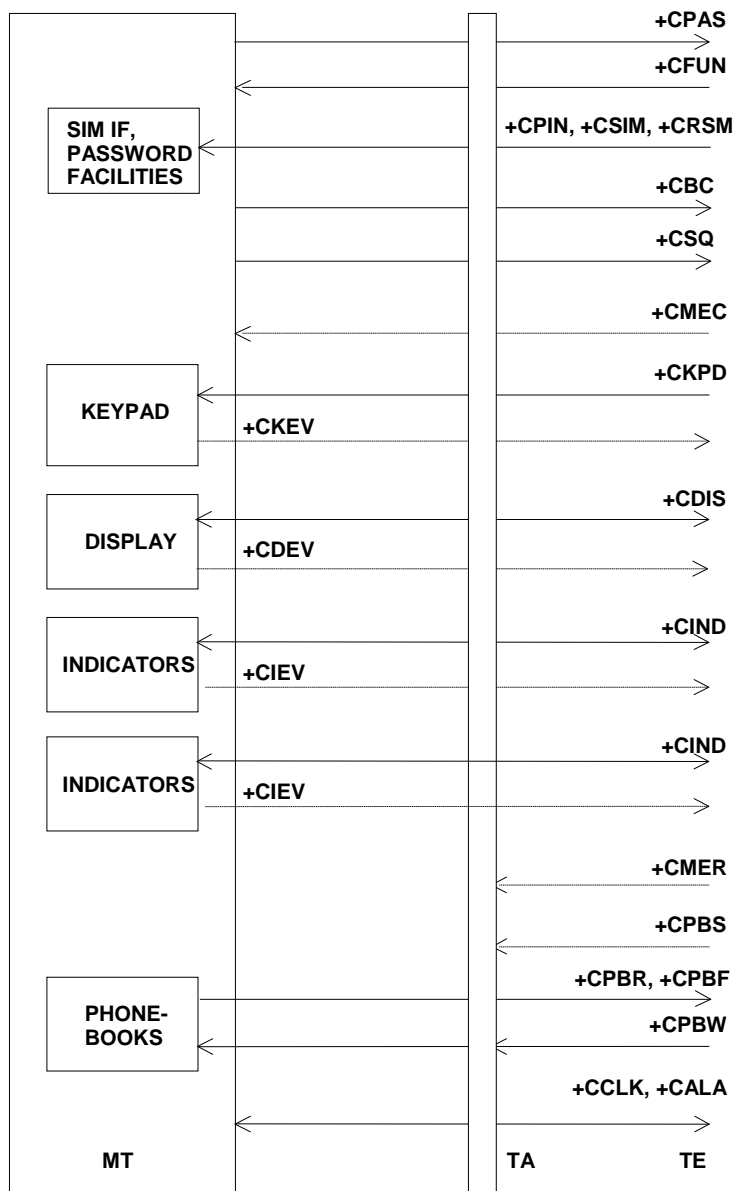 +CPAS
+CFUN
SIM IF,
PASSWORD
FACILITIES
+CPIN, +CSIM, +CRSM
+CBC
+CSQ
+CMEC
+CKPD
KEYPAD
+CKEV
+CDIS
DISPLAY
+CDEV
+CIND
INDICATORS
+CIEV
+CIND
INDICATORS
+CIEV
+CMER
+CPBS
+CPBR, +CPBF
PHONE-
BOOKS
+CPBW
+CCLK, +CALA
MT TA TE